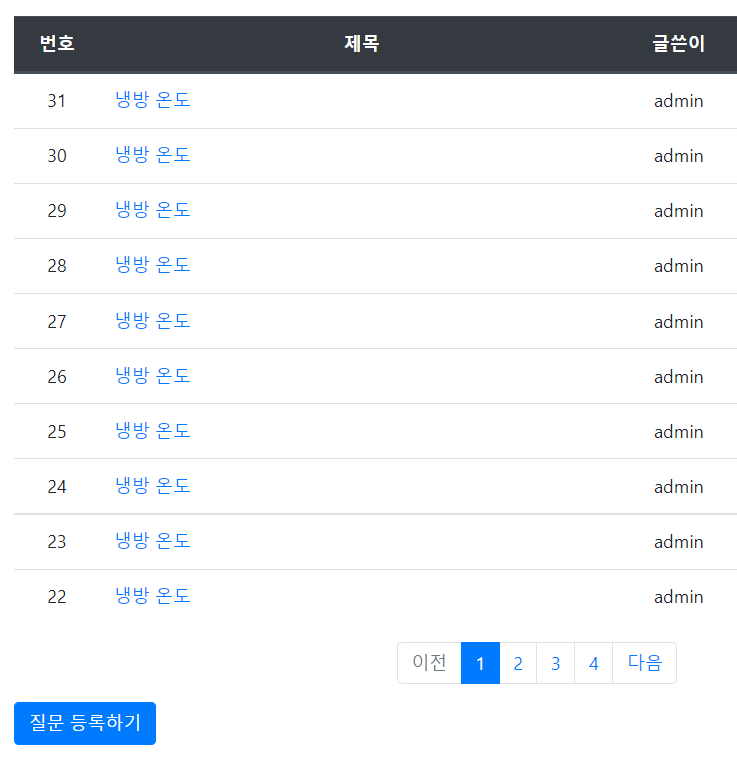 번호 제목 글쓴이
31 냉방 온도 admin
30 냉방 온도 admin
29 냉방 온도 admin
28 냉방 온도 admin
27 냉방 온도 admin
26 냉방 온도 admin
25 냉방 온도 admin
24 냉방 온도 admin
23 냉방 온도 admin
22 냉방 온도 admin
이전 1 2 3 4 다음
질문 등록하기